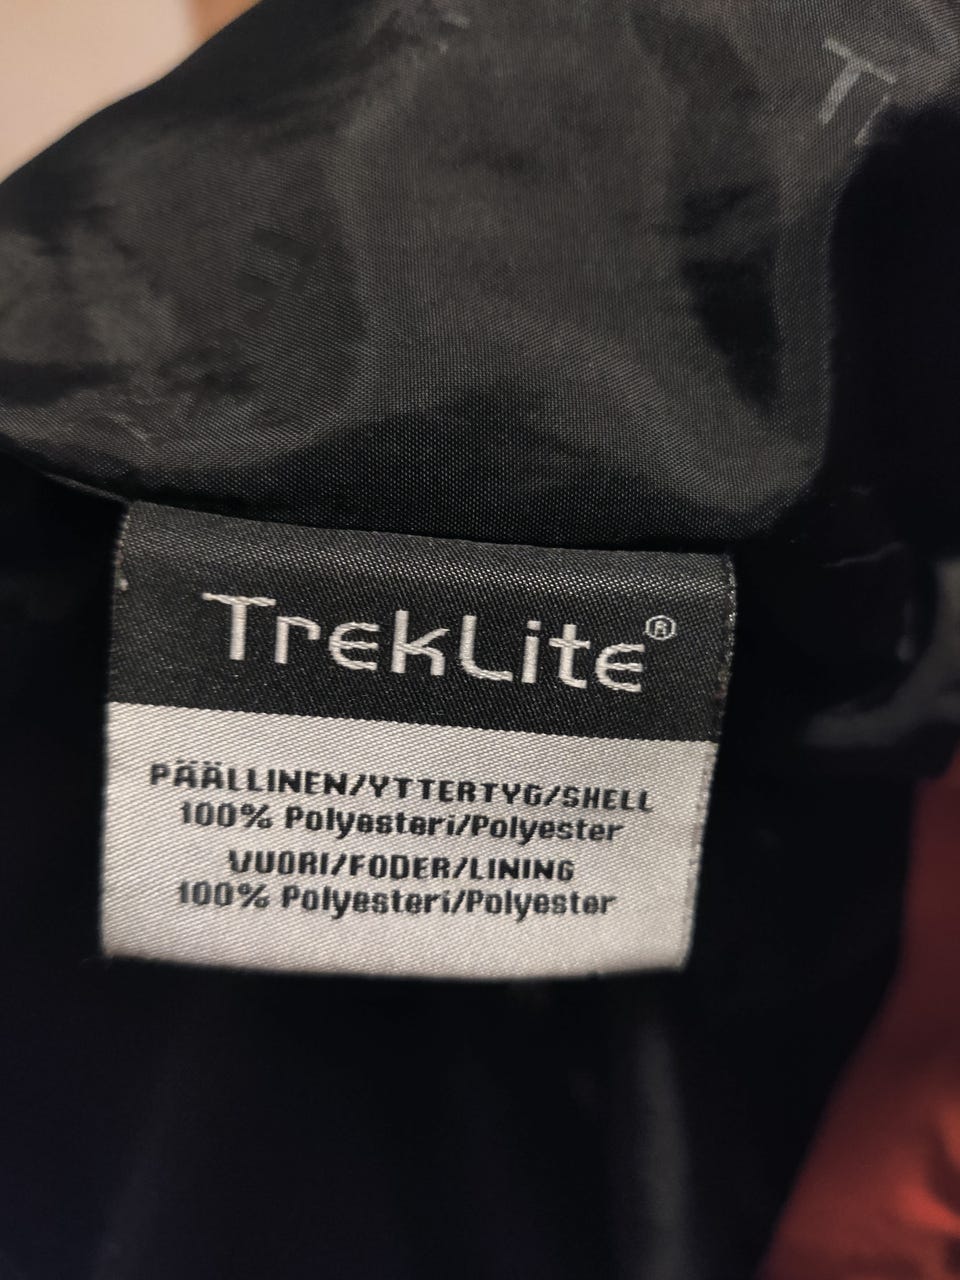 TrekLite®
PÄÄLLINEN/YTTERTYG/SHELL
100% Polyesteri/Polyester
VUORI/FODER/LINING
100% Polyesteri/Polyester